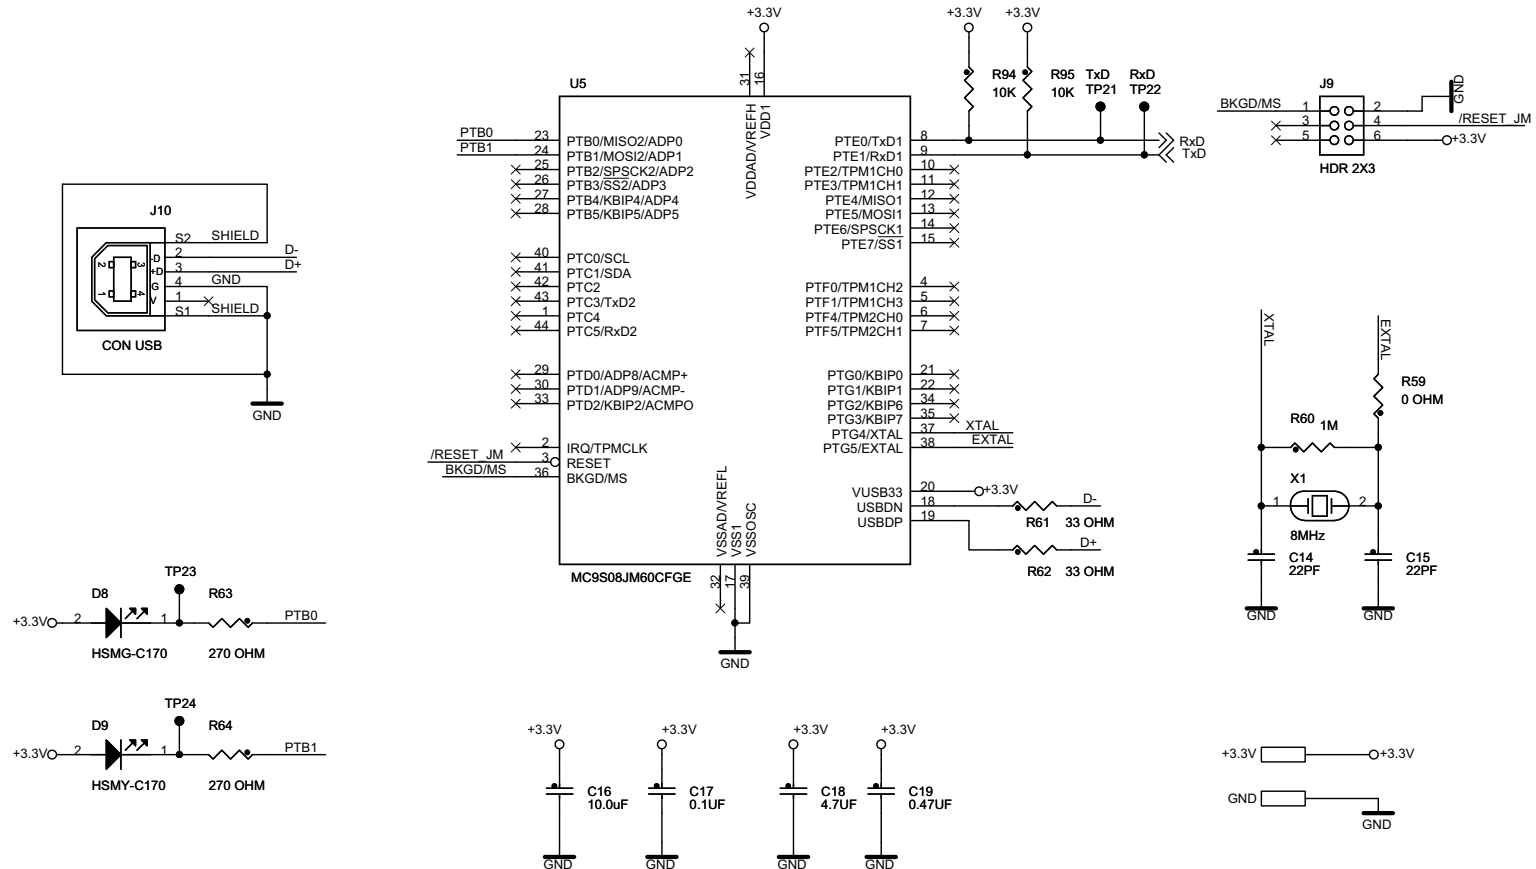 +3.3V
+3.3V
+3.3V
U5
31
16
VDDAD/VREFH
VDD1
R94
10K
R95
10K
TxD
TP21
RxD
TP22
J9
BKGD/MS
1
2
GND
3
4
/RESET_JM
5
6
+3.3V
HDR 2X3
PTB0
23
PTB0/MISO2/ADP0
PTB1
24
PTB1/MOSI2/ADP1
25
PTB2/SPSCK2/ADP2
26
PTB3/SS2/ADP3
27
PTB4/KBIP4/ADP4
28
PTB5/KBIP5/ADP5
40
PTC0/SCL
41
PTC1/SDA
42
PTC2
43
PTC3/TxD2
1
PTC4
44
PTC5/RxD2
29
PTD0/ADP8/ACMP+
30
PTD1/ADP9/ACMP-
33
PTD2/KBIP2/ACMPO
2
IRQ/TPMCLK
/RESET_JM
3
RESET
BKGD/MS
36
BKGD/MS
PTE0/TxD1
8
RxD
PTE1/RxD1
9
TxD
PTE2/TPM1CH0
10
PTE3/TPM1CH1
11
PTE4/MISO1
12
PTE5/MOSI1
13
PTE6/SPSCK1
14
PTE7/SS1
15
PTF0/TPM1CH2
4
PTF1/TPM1CH3
5
PTF4/TPM2CH0
6
PTF5/TPM2CH1
7
PTG0/KBIP0
21
PTG1/KBIP1
22
PTG2/KBIP6
34
PTG3/KBIP7
35
PTG4/XTAL
37
XTAL
PTG5/EXTAL
38
EXTAL
VUSB33
20
+3.3V
USBDN
18
D-
R61
33 OHM
USBDP
19
D+
R62
33 OHM
VSSAD/VREFL
VSS1
VSSOSC
32
17
39
MC9S08JM60CFGE
GND
J10
S2
SHIELD
2
-D
D-
3
+D
D+
4
G
GND
1
V
S1
SHIELD
2
3
1
4
CON USB
GND
XTAL
EXTAL
R59
0 OHM
R60
1M
X1
1
2
8MHz
C14
22PF
C15
22PF
GND
GND
TP23
D8
R63
+3.3V
2
1
PTB0
HSMG-C170
270 OHM
TP24
D9
R64
+3.3V
2
1
PTB1
HSMY-C170
270 OHM
+3.3V
C16
10.0uF
GND
+3.3V
C17
0.1UF
GND
+3.3V
C18
4.7UF
GND
+3.3V
C19
0.47UF
GND
+3.3V
+3.3V
GND
GND